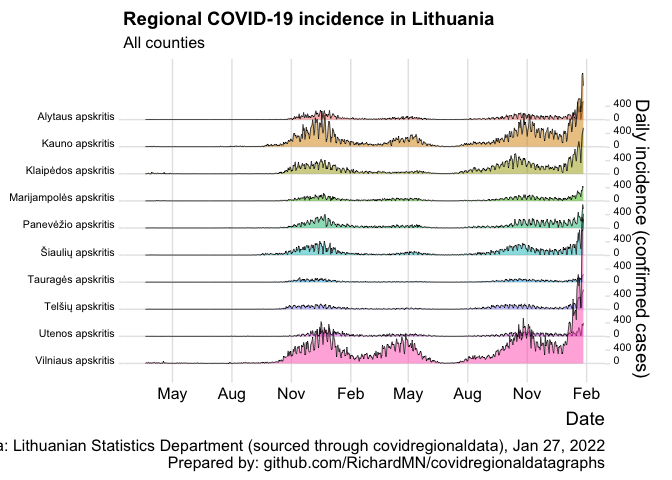 Regional COVID-19 incidence in Lithuania
All counties
Alytaus apskritis
Kauno apskritis
Klaipėdos apskritis
Marijampolės apskritis
Panevėžio apskritis
Šiaulių apskritis
Tauragės apskritis
Telšių apskritis
Utenos apskritis
Vilniaus apskritis
400
0
400
0
400
0
400
0
400
0
400
0
400
0
400
0
400
0
400
0
Daily incidence (confirmed cases)
May Aug Nov Feb May Aug Nov Feb
Date
a: Lithuanian Statistics Department (sourced through covidregionaldata), Jan 27, 2022
Prepared by: github.com/RichardMN/covidregionaldatagraphs